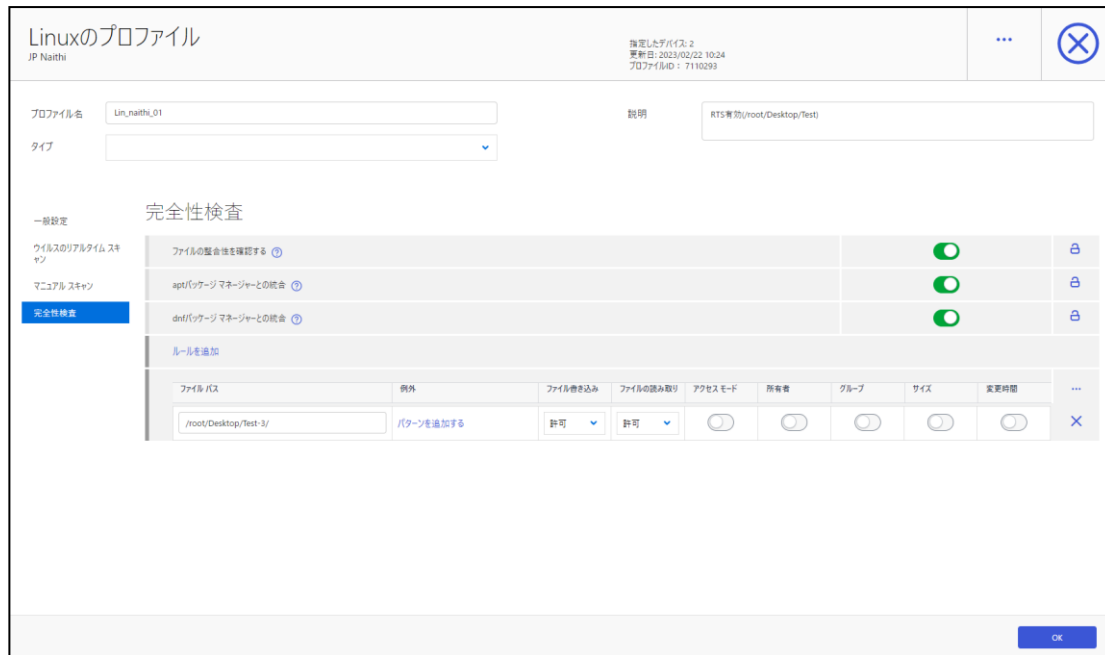 Linuxのプロファイル
JP Naithi
指定したデバイス: 2
更新日: 2023/02/22 10:24
プロファイルID： 7110293
プロファイル名
Lin_naithi_01
説明
RTS有効(/root/Desktop/Test)
タイプ
一般設定
ウイルスのリアルタイム スキャン
マニュアル スキャン
完全性検査
完全性検査
ファイルの整合性を確認する
aptパッケージ マネージャーとの統合
dnfパッケージ マネージャーとの統合
ルールを追加
ファイル パス 例外 ファイル書き込み ファイルの読み取り アクセス モード 所有者 グループ サイズ 変更時間
/root/Desktop/Test-3/ パターンを追加する 許可 許可
OK